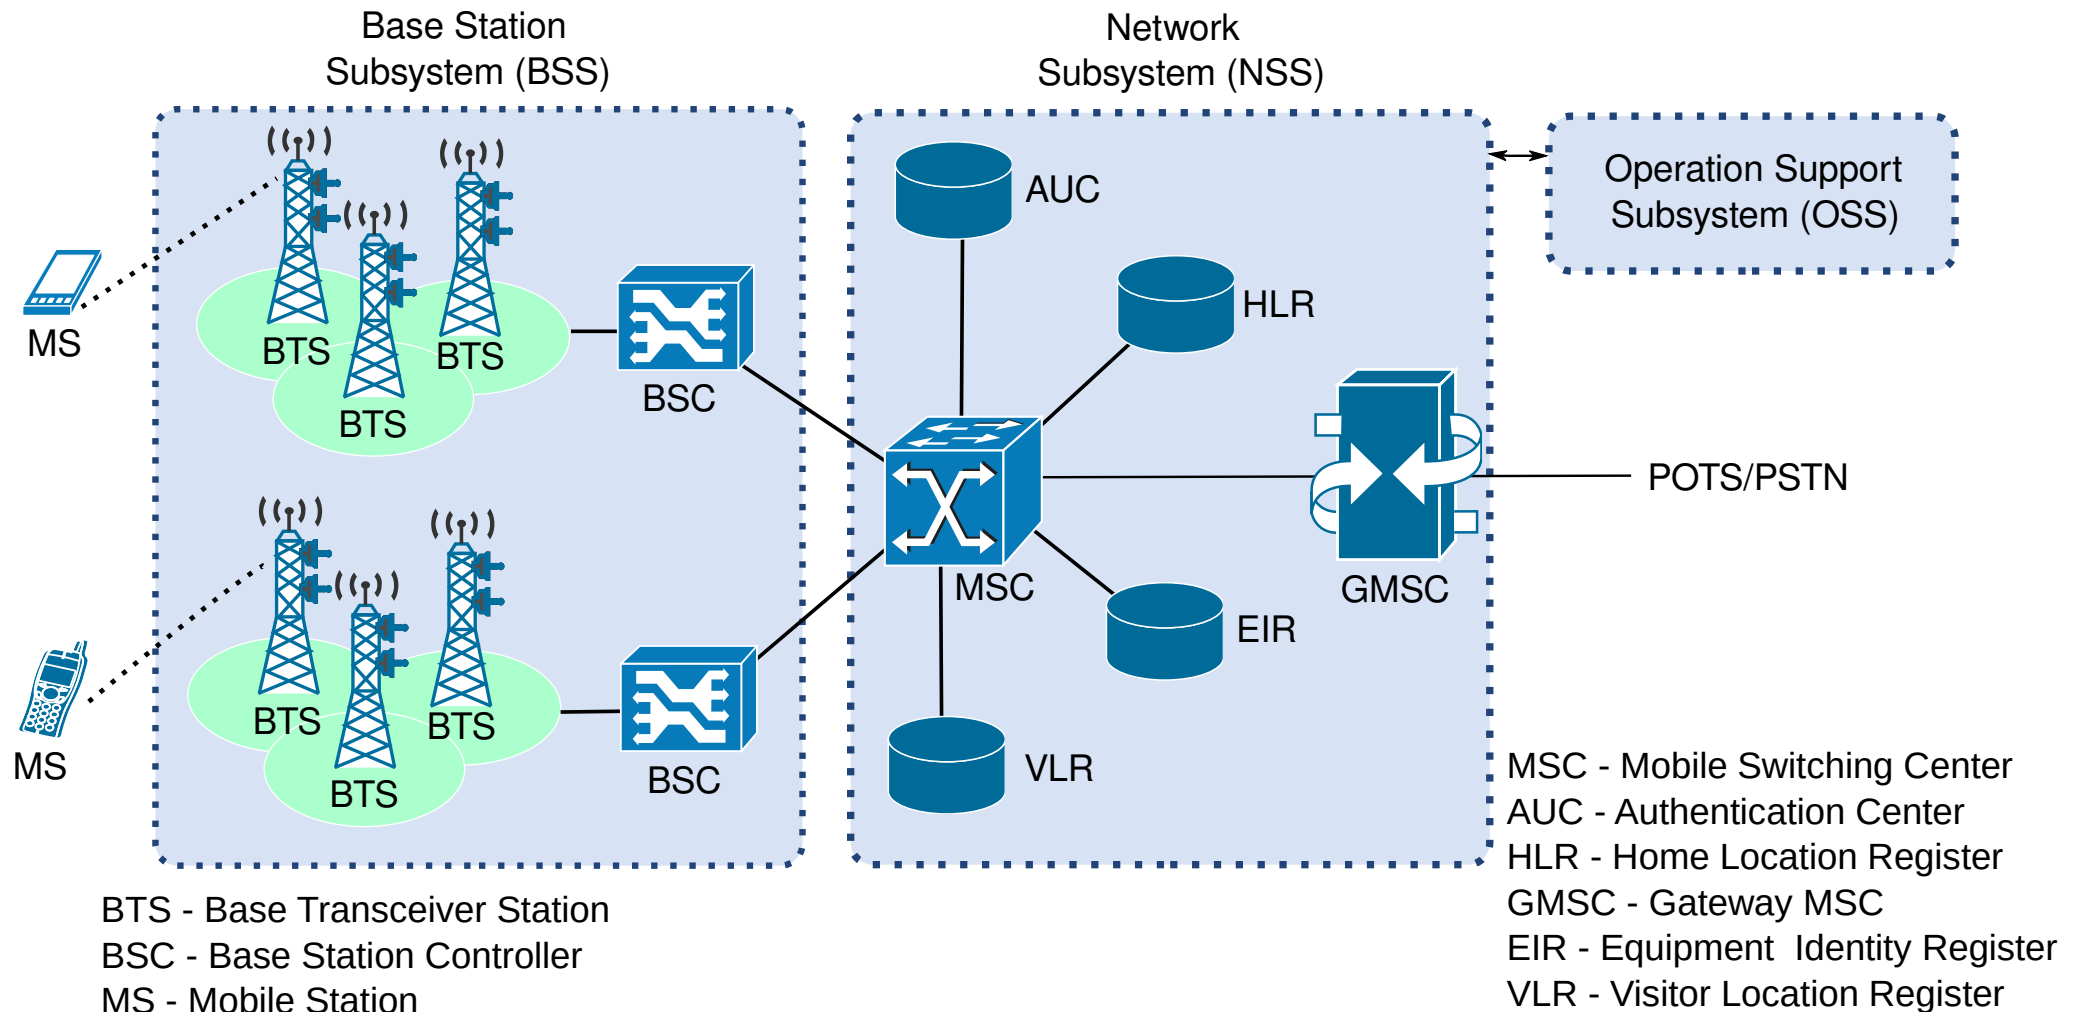 Base Station
Subsystem (BSS)
Network
Subsystem (NSS)
Operation Support
Subsystem (OSS)
AUC
HLR
MS
BTS
BTS
BTS
BSC
MSC
GMSC
POTS/PSTN
EIR
VLR
MS
BTS
BTS
BTS
BSC
BTS - Base Transceiver Station
BSC - Base Station Controller
MS - Mobile Station
MSC - Mobile Switching Center
AUC - Authentication Center
HLR - Home Location Register
GMSC - Gateway MSC
EIR - Equipment  Identity Register
VLR - Visitor Location Register